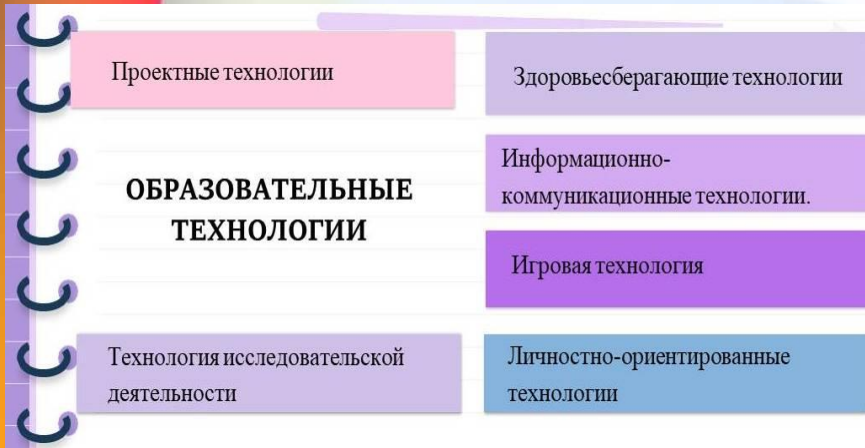 Проектные технологии
Здоровьесберагающие технологии
ОБРАЗОВАТЕЛЬНЫЕ
ТЕХНОЛОГИИ
Информационно-
коммуникационные технологии.
Игровая технология
Технология исследовательской
деятельности
Личностно-ориентированные
технологии